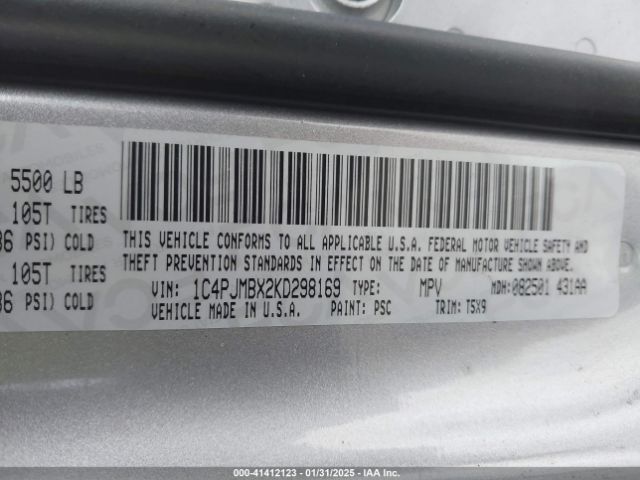 5500 LB
105T TIRES
36 PSI) COLD
105T TIRES
36 PSI) COLD
THIS VEHICLE CONFORMS TO ALL APPLICABLE U.S.A. FEDERAL MOTOR VEHICLE SAFETY AND
THEFT PREVENTION STANDARDS IN EFFECT ON THE DATE OF MANUFACTURE SHOWN ABOVE.
VIN: 1C4PJMBX2KD298169 TYPE: MPV MDH: 082501 431AA
VEHICLE MADE IN U.S.A. PAINT: PSC TRIM: T5X9
000-41412123 - 01/31/2025 - IAA Inc.